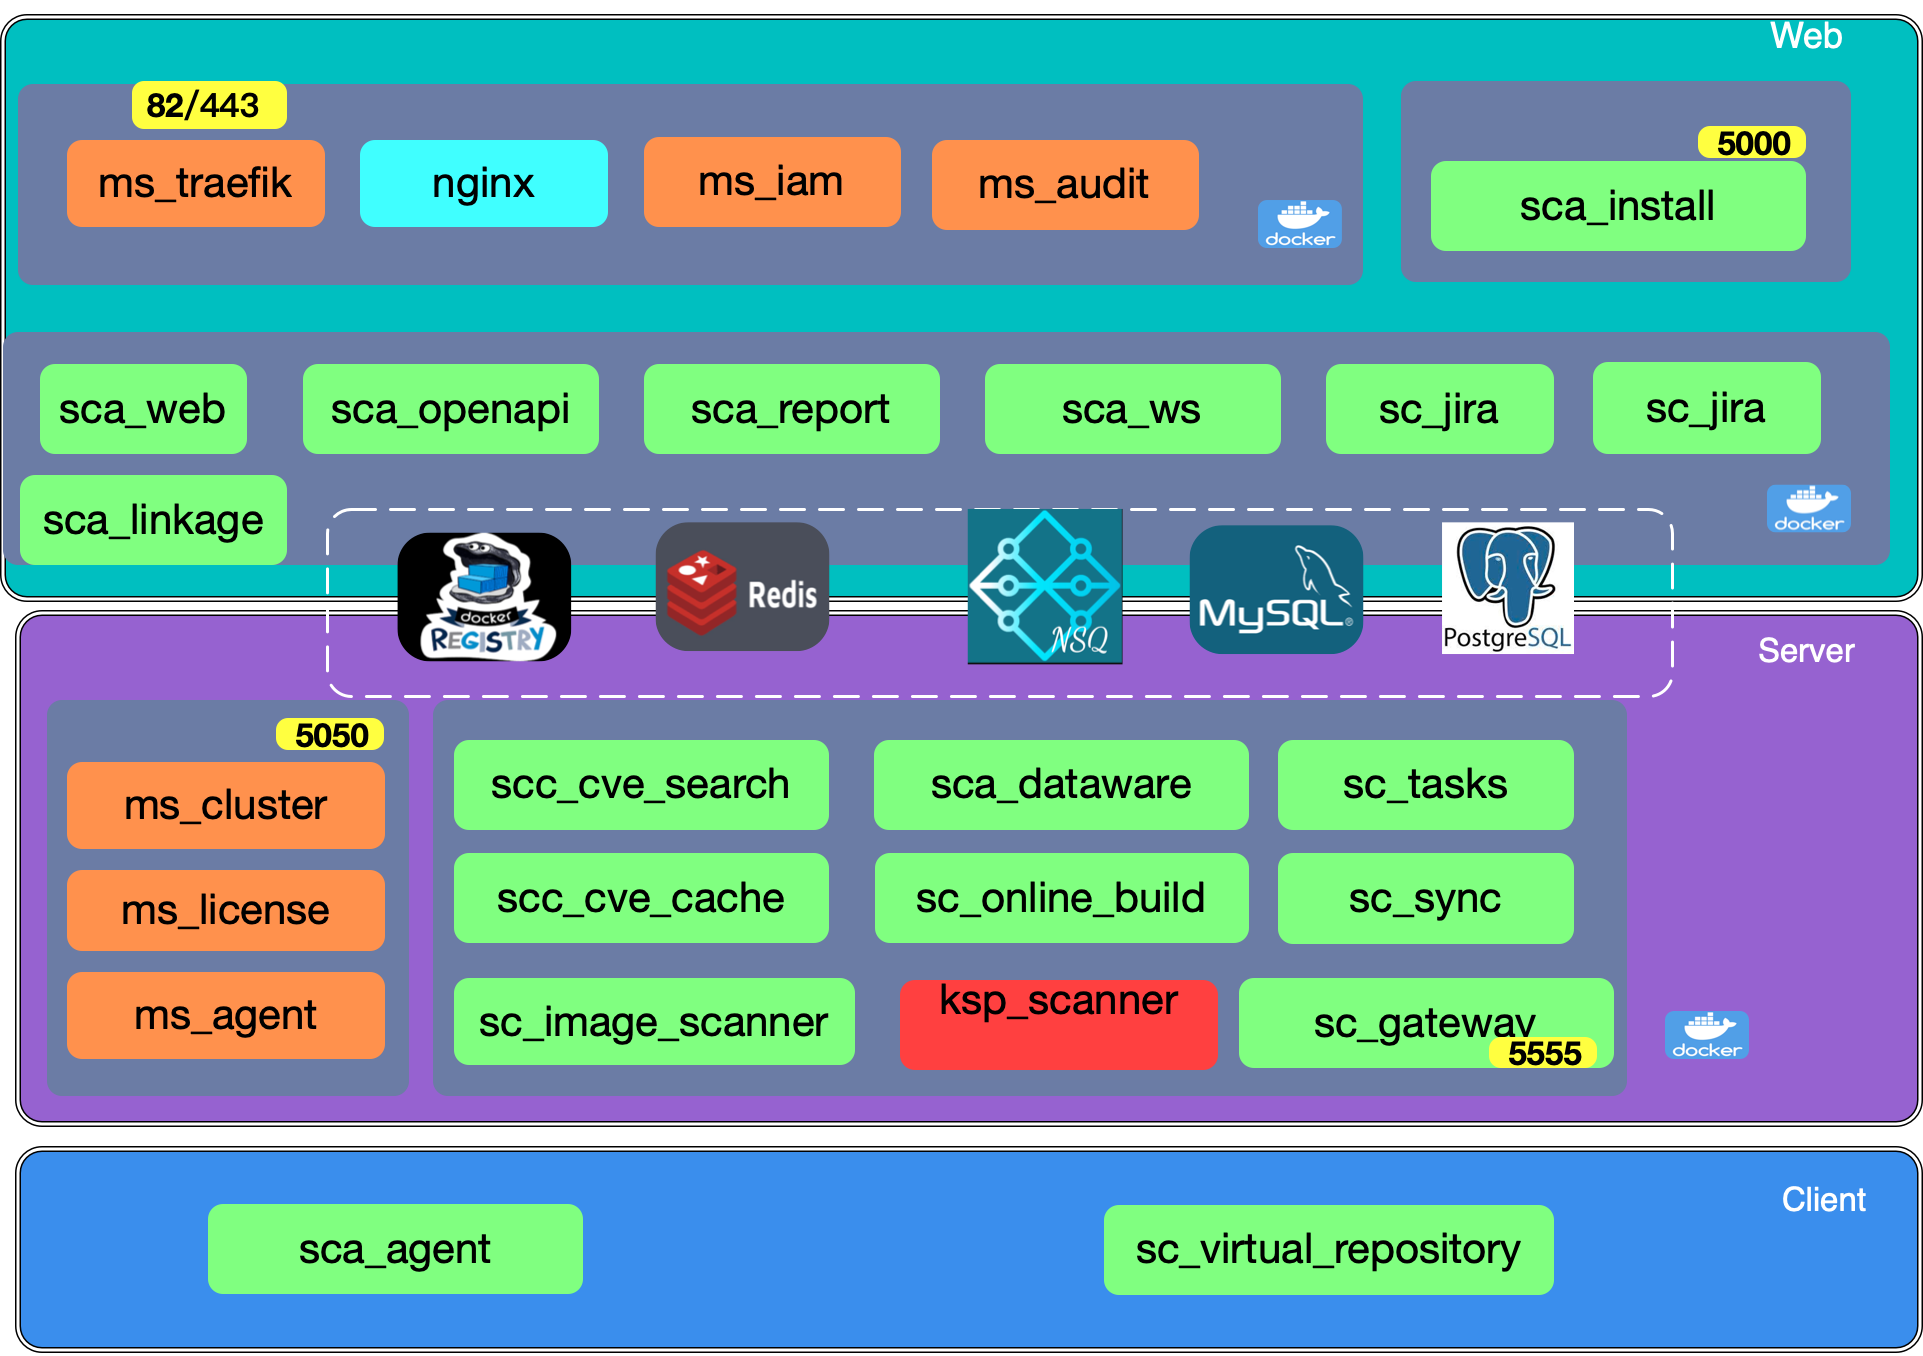 Web
82/443
ms_traefik
nginx
ms_iam
ms_audit
docker
5000
sca_install
sca_web
sca_openapi
sca_report
sca_ws
sc_jira
sc_jira
sca_linkage
docker
docker
REGISTRY
Redis
NSQ
MySQL®
PostgreSQL
Server
5050
ms_cluster
ms_license
ms_agent
scc_cve_search
sca_dataware
sc_tasks
scc_cve_cache
sc_online_build
sc_sync
sc_image_scanner
ksp_scanner
sc_gateway
5555
docker
Client
sca_agent
sc_virtual_repository